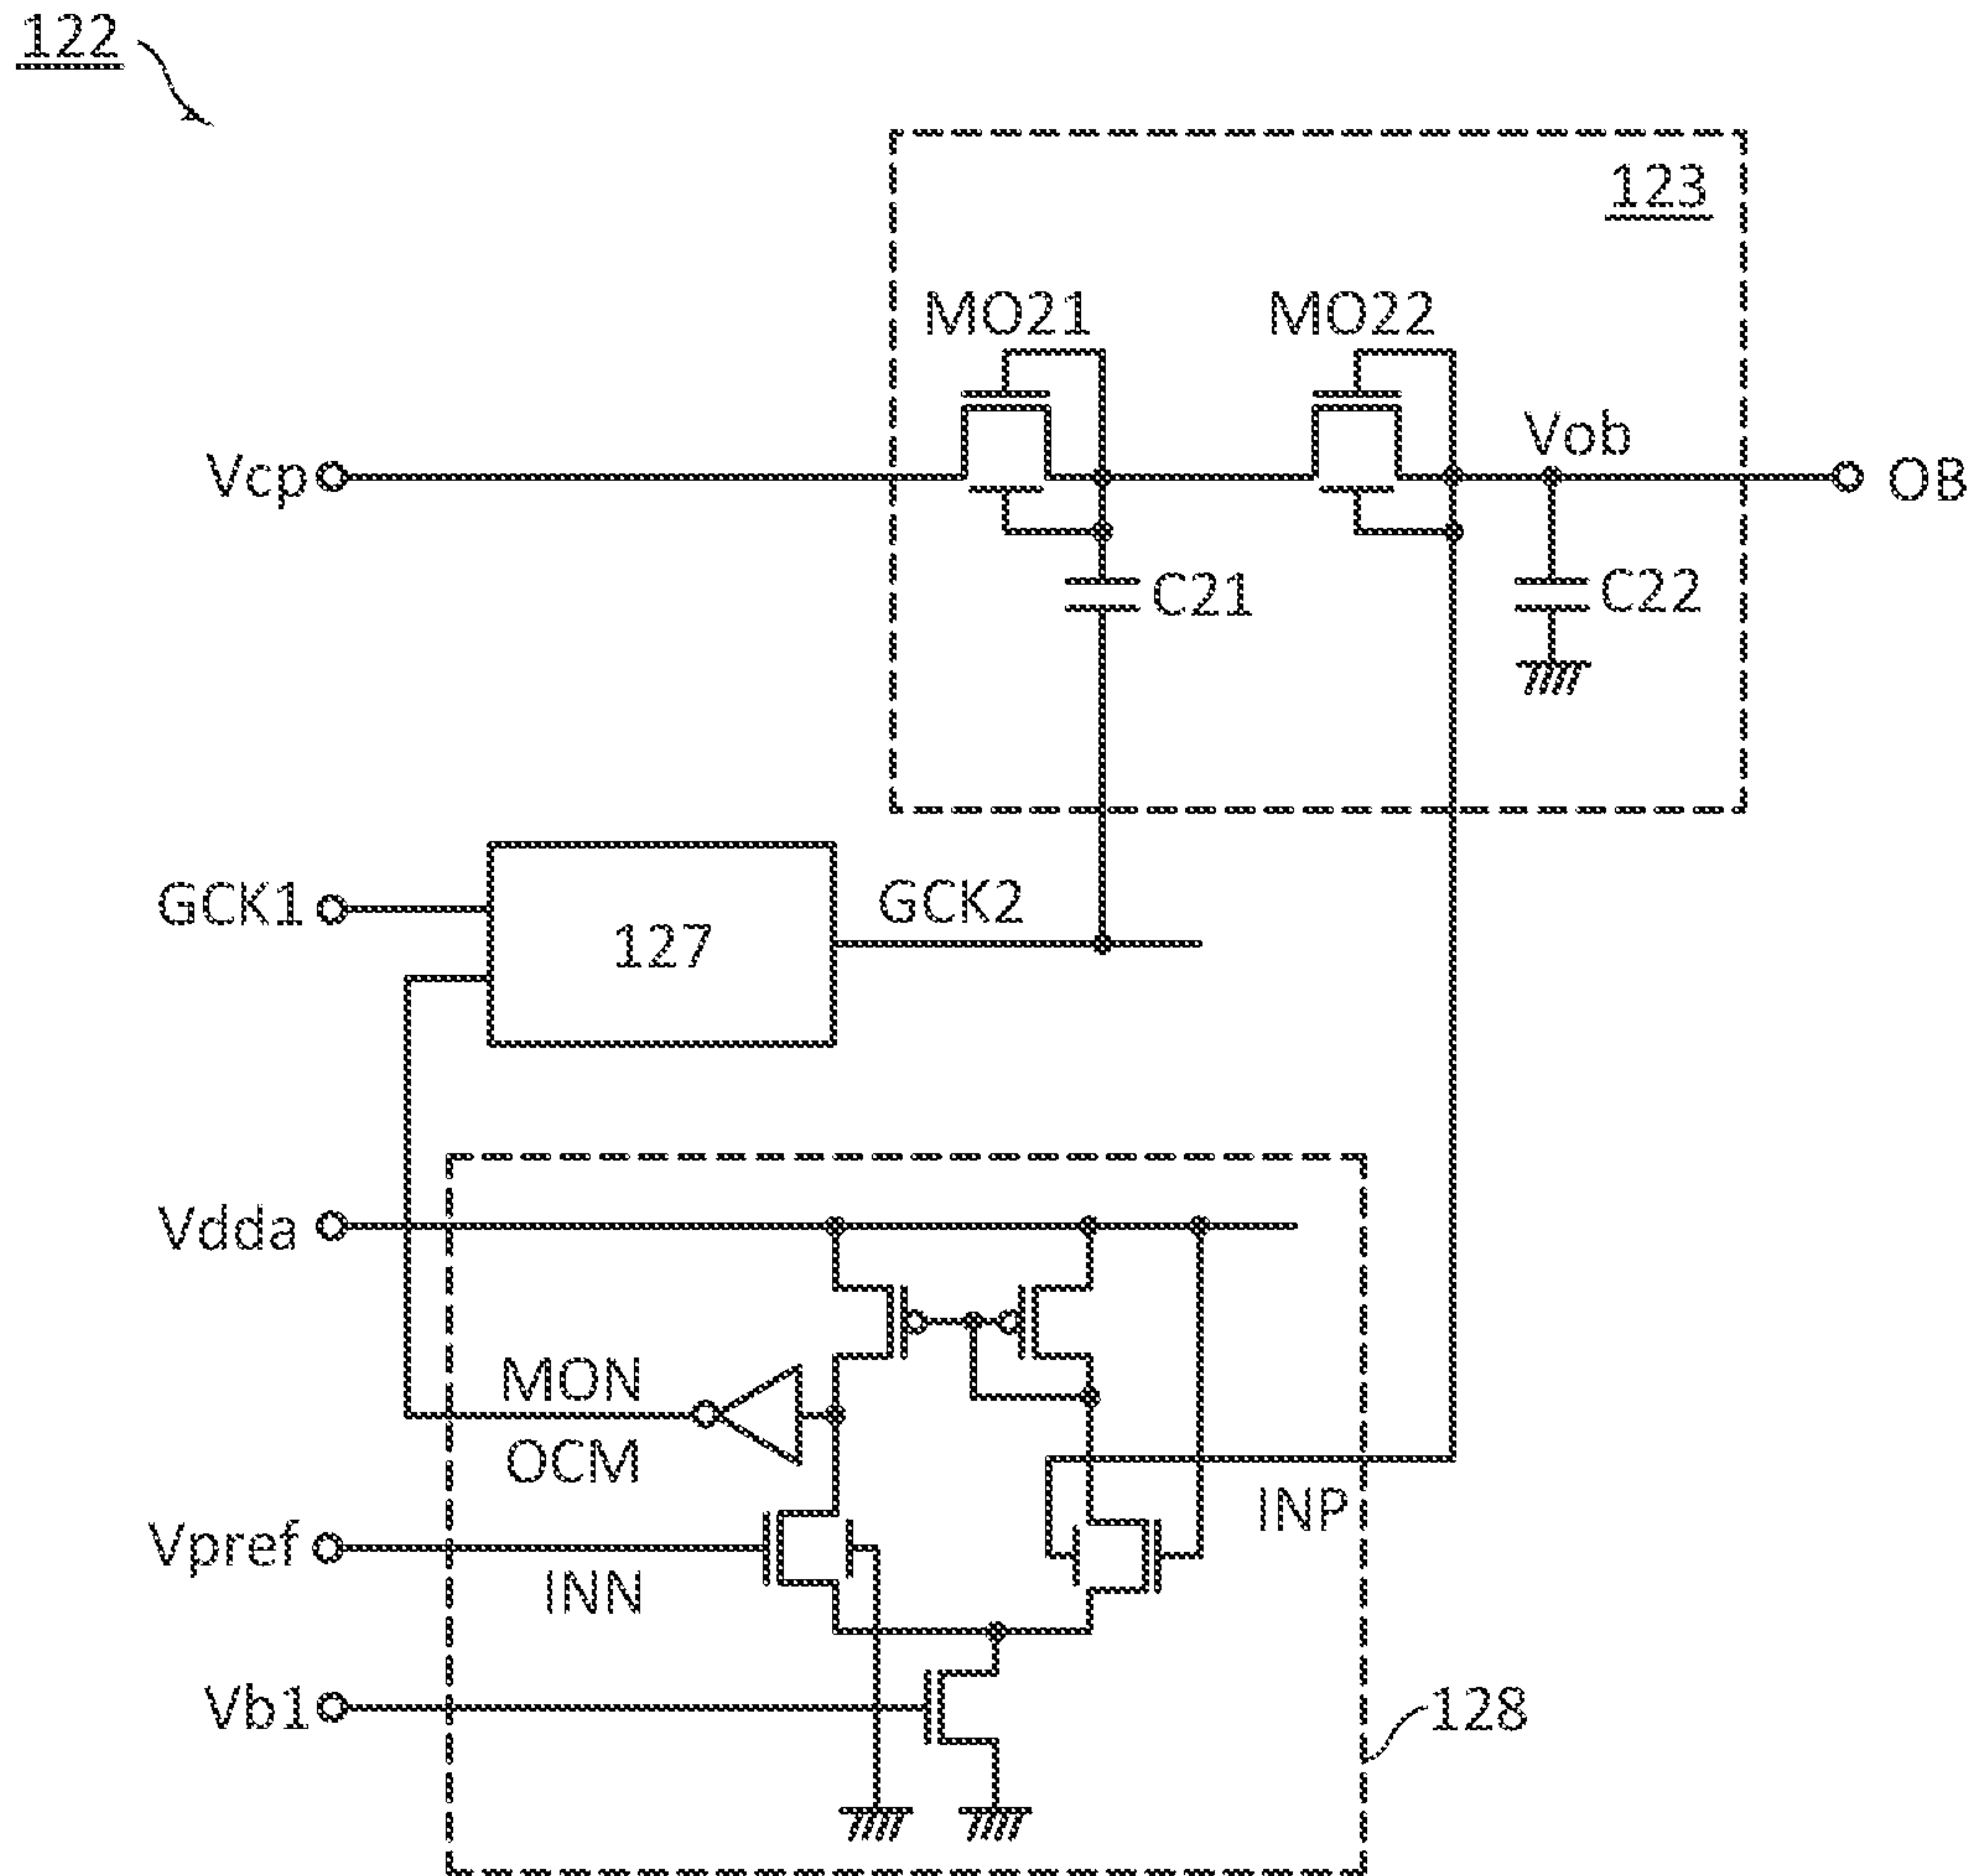 122
123
MO21
MO22
Vob
Vcp
OB
C21
C22
GCK1
GCK2
127
Vdda
MON
OCM
INP
Vpref
INN
Vb1
128